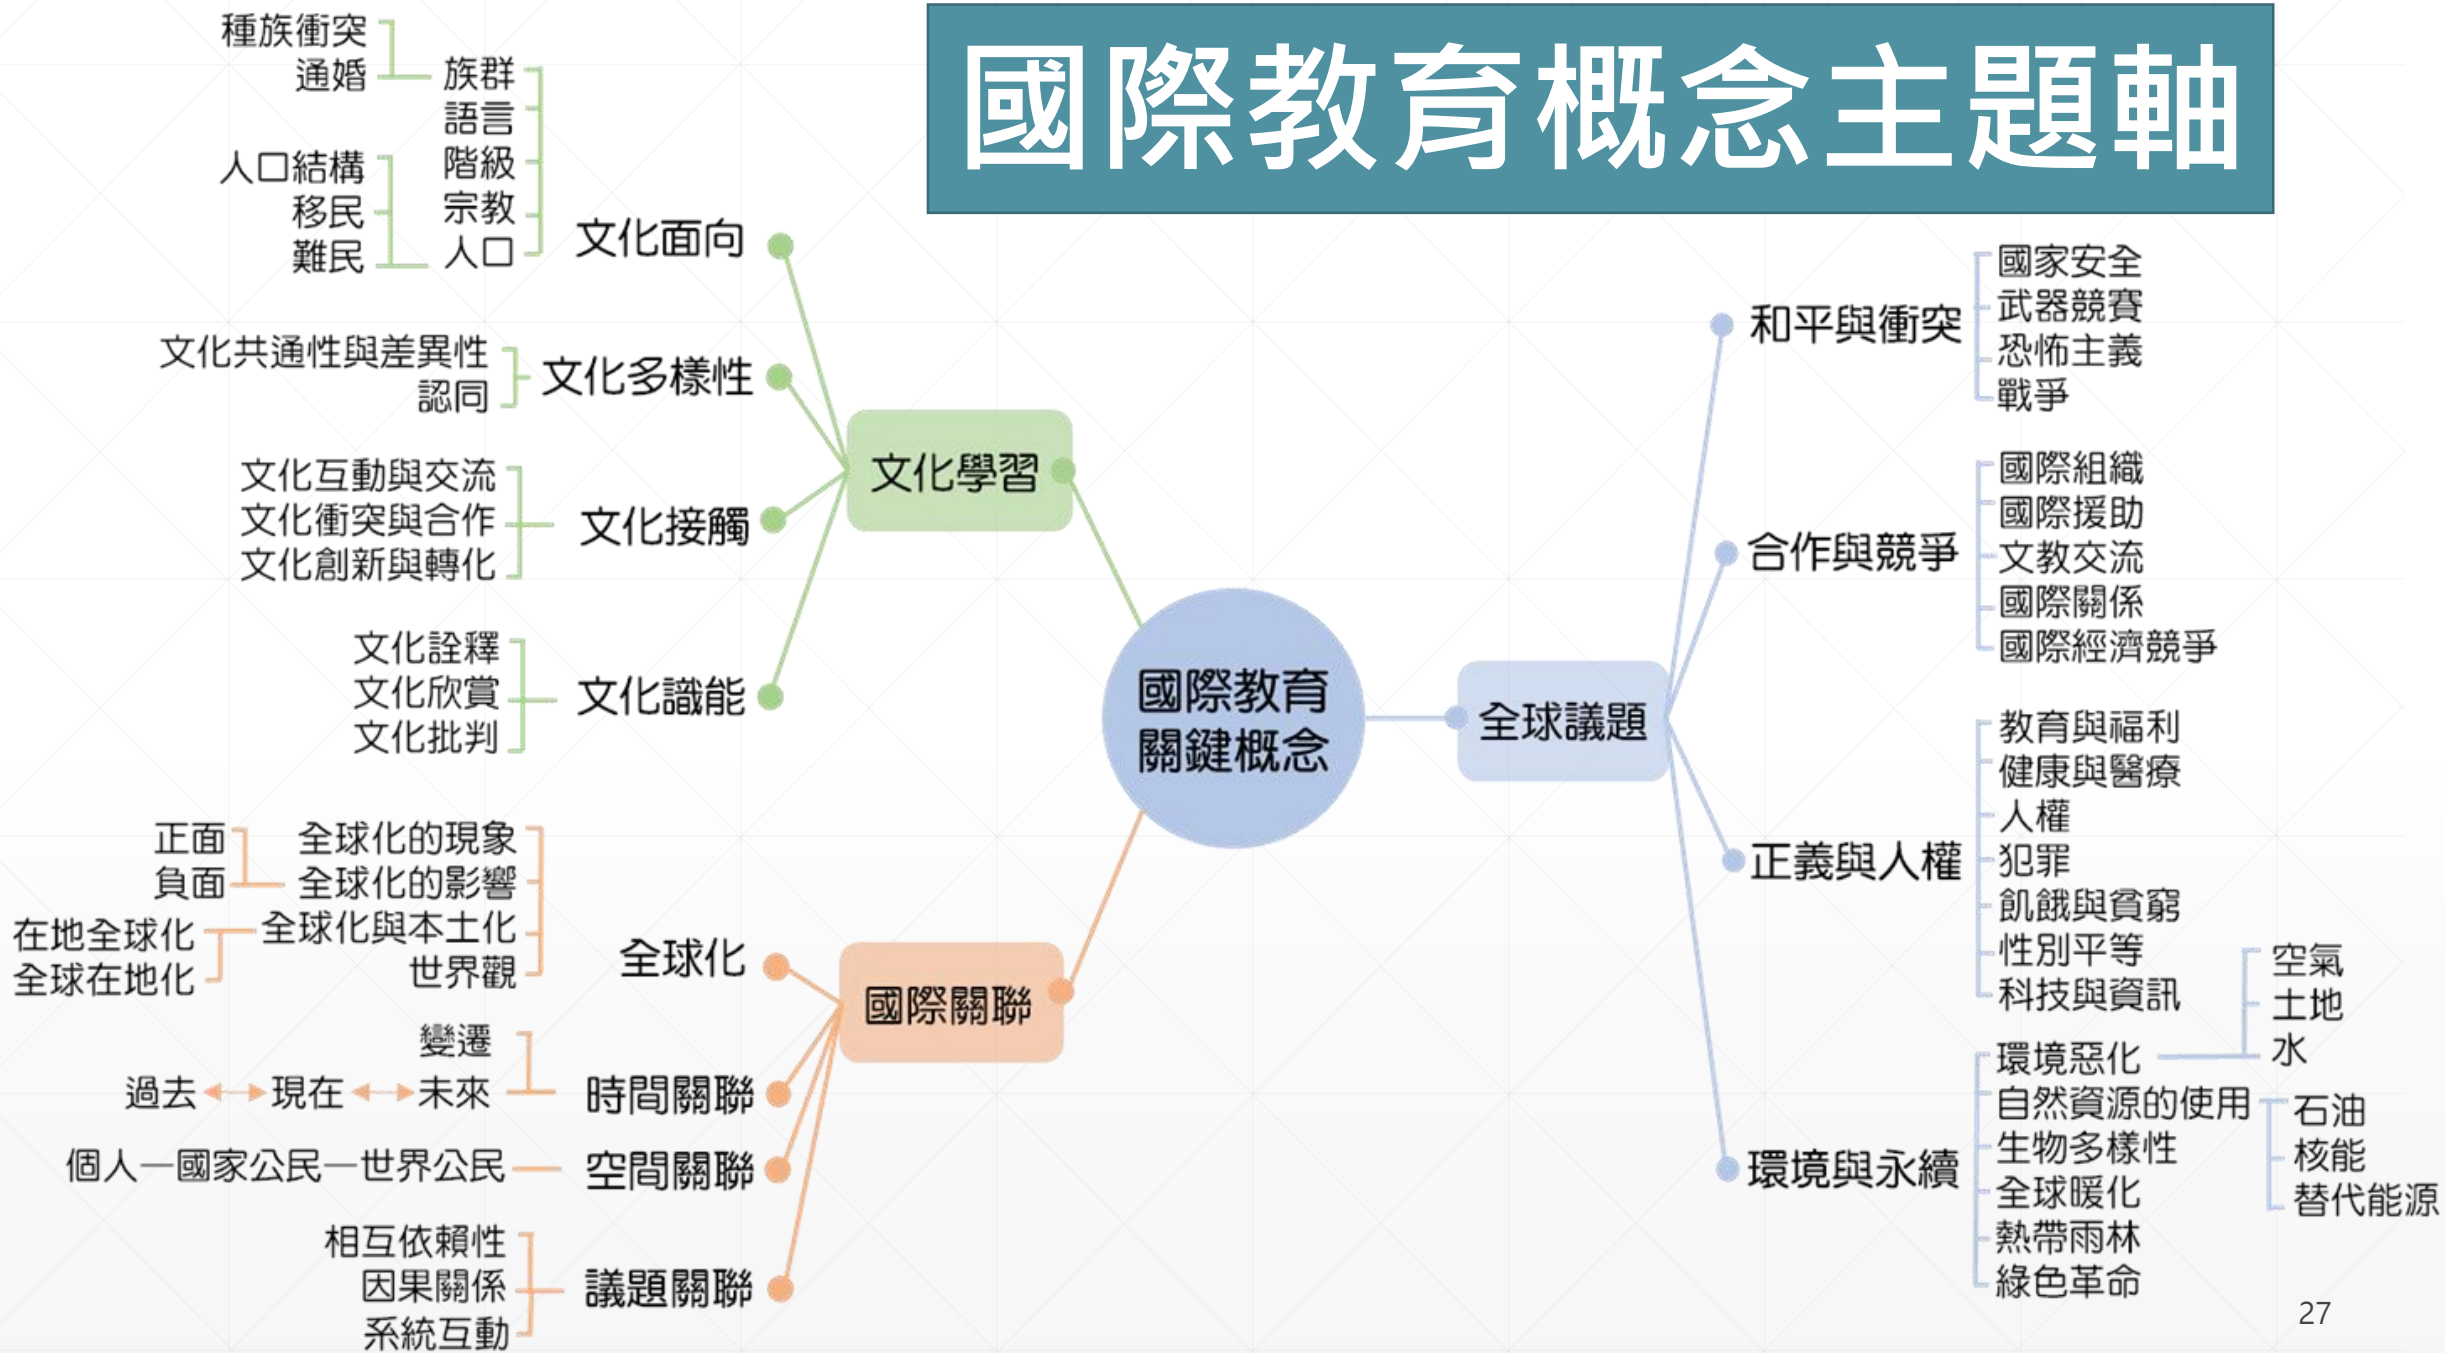 國際教育概念主題軸
國際教育
關鍵概念
文化學習
文化面向
族群
種族衝突
通婚
語言
階級
宗教
人口
人口結構
移民
難民
文化多樣性
文化共通性與差異性
認同
文化接觸
文化互動與交流
文化衝突與合作
文化創新與轉化
文化識能
文化詮釋
文化欣賞
文化批判
國際關聯
全球化
全球化的現象
全球化的影響
正面
負面
全球化與本土化
在地全球化
全球在地化
世界觀
時間關聯
變遷
過去 現在 未來
空間關聯
個人—國家公民—世界公民
議題關聯
相互依賴性
因果關係
系統互動
全球議題
和平與衝突
國家安全
武器競賽
恐怖主義
戰爭
合作與競爭
國際組織
國際援助
文教交流
國際關係
國際經濟競爭
正義與人權
教育與福利
健康與醫療
人權
犯罪
飢餓與貧窮
性別平等
科技與資訊
環境與永續
環境惡化
空氣
土地
水
自然資源的使用
石油
核能
替代能源
生物多樣性
全球暖化
熱帶雨林
綠色革命
27